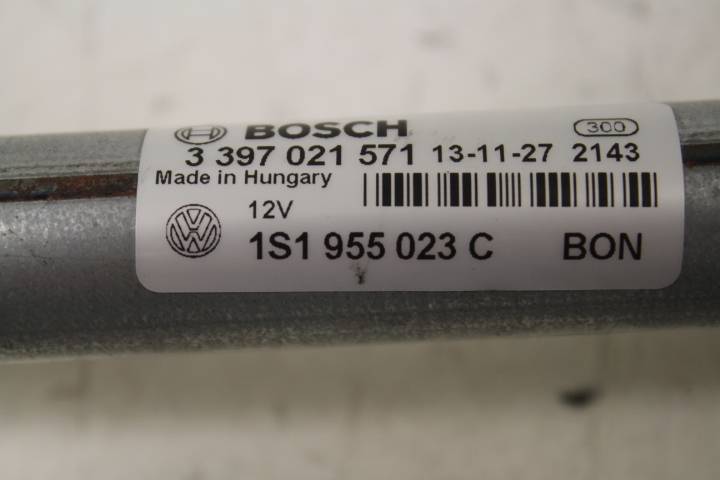 BOSCH 300
3 397 021 571 13-11-27 2143
Made in Hungary
12V
1S1 955 023 C BON